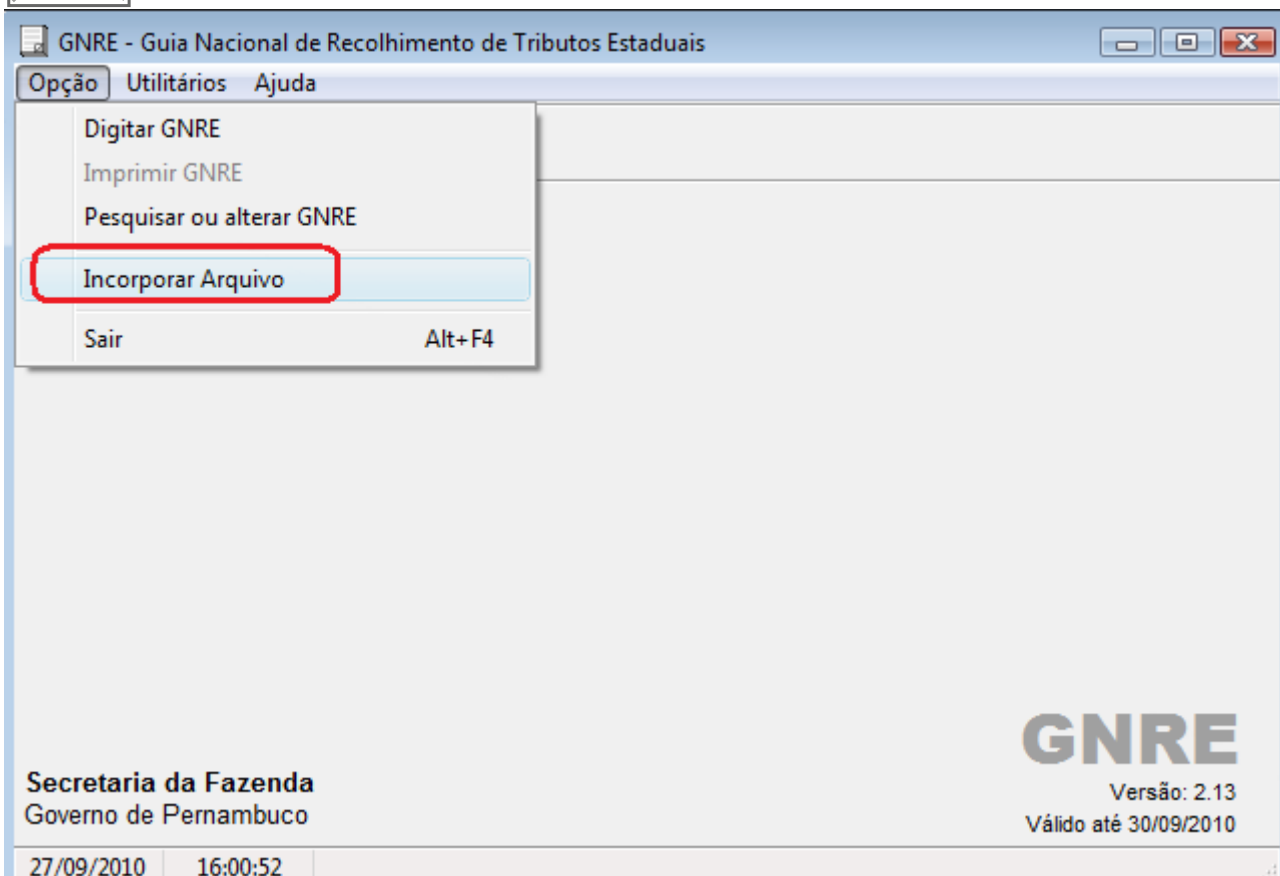 GNRE - Guia Nacional de Recolhimento de Tributos Estaduais
Opção Utilitários Ajuda
Digitar GNRE
Imprimir GNRE
Pesquisar ou alterar GNRE
Incorporar Arquivo
Sair Alt+F4
GNRE
Secretaria da Fazenda
Governo de Pernambuco
Versão: 2.13
Válido até 30/09/2010
27/09/2010 16:00:52